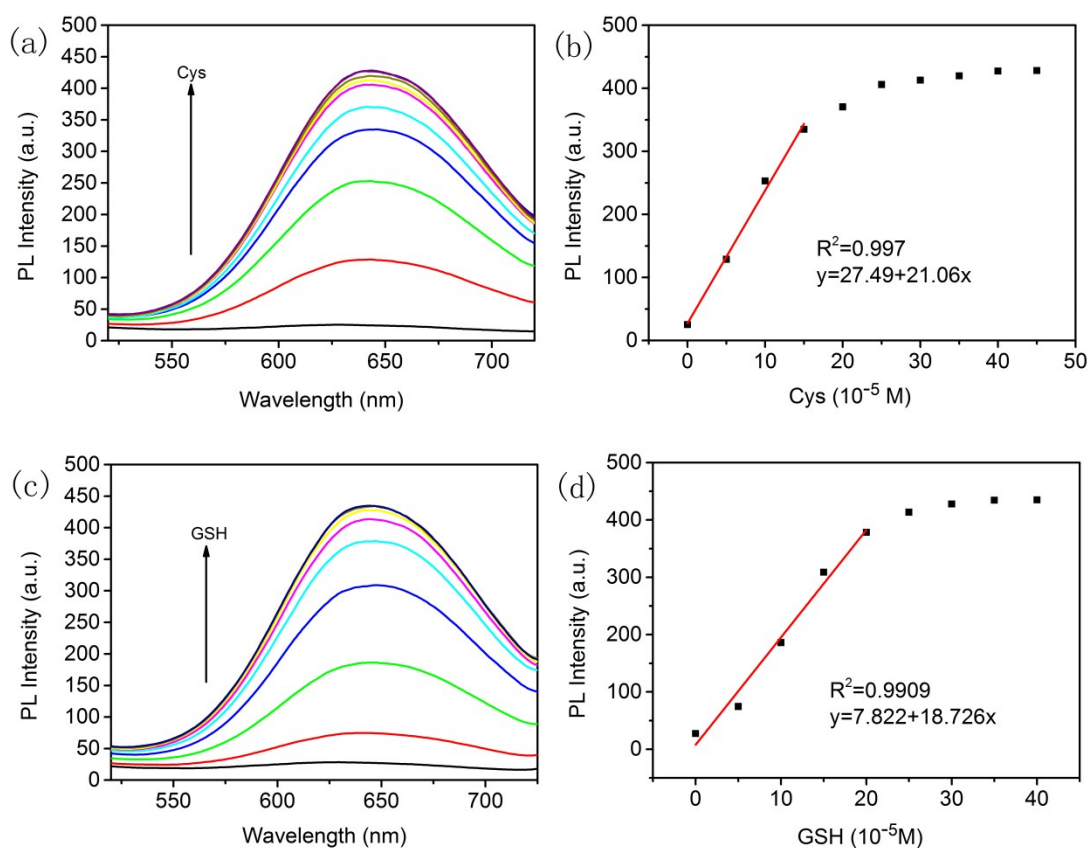 (a)
500
450
400
350
300
250
200
150
100
50
0
PL Intensity (a.u.)
Cys
550
600
650
700
Wavelength (nm)
(b)
500
400
300
200
100
0
PL Intensity (a.u.)
R²=0.997
y=27.49+21.06x
0
10
20
30
40
50
Cys (10⁻⁵ M)
(c)
500
450
400
350
300
250
200
150
100
50
0
PL Intensity (a.u.)
GSH
550
600
650
700
Wavelength (nm)
(d)
500
400
300
200
100
0
PL Intensity (a.u.)
R²=0.9909
y=7.822+18.726x
0
10
20
30
40
GSH (10⁻⁵M)